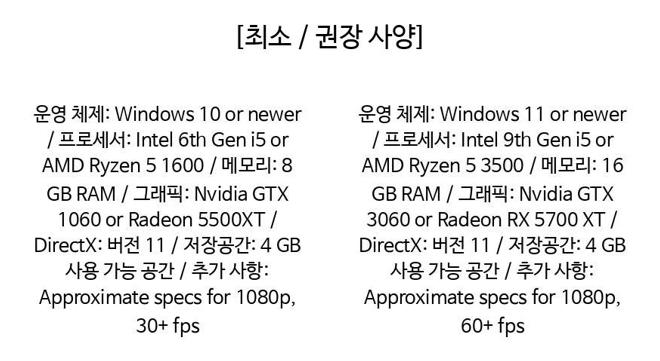 [최소 / 권장 사양]
운영 체제: Windows 10 or newer
/ 프로세서: Intel 6th Gen i5 or
AMD Ryzen 5 1600 / 메모리: 8
GB RAM / 그래픽: Nvidia GTX
1060 or Radeon 5500XT /
DirectX: 버전 11 / 저장공간: 4 GB
사용 가능 공간 / 추가 사항:
Approximate specs for 1080p,
30+ fps
운영 체제: Windows 11 or newer
/ 프로세서: Intel 9th Gen i5 or
AMD Ryzen 5 3500 / 메모리: 16
GB RAM / 그래픽: Nvidia GTX
3060 or Radeon RX 5700 XT /
DirectX: 버전 11 / 저장공간: 4 GB
사용 가능 공간 / 추가 사항:
Approximate specs for 1080p,
60+ fps